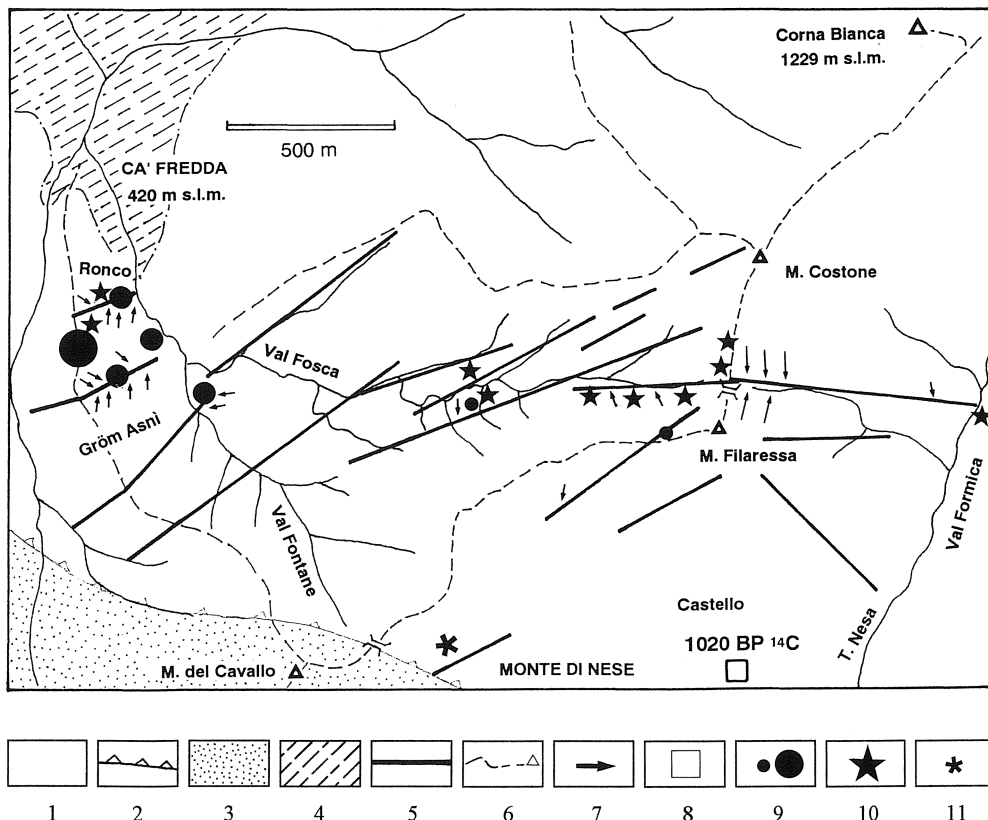 Corna Bianca
1229 m s.l.m.
500 m
CA' FREDDA
420 m s.l.m.
Ronco
M. Costone
Val Fosca
Gröm Asnì
M. Filaressa
Val Formica
Val Fontane
Castello
1020 BP ¹⁴C
T. Nesa
M. del Cavallo
MONTE DI NESE
1 2 3 4 5 6 7 8 9 10 11